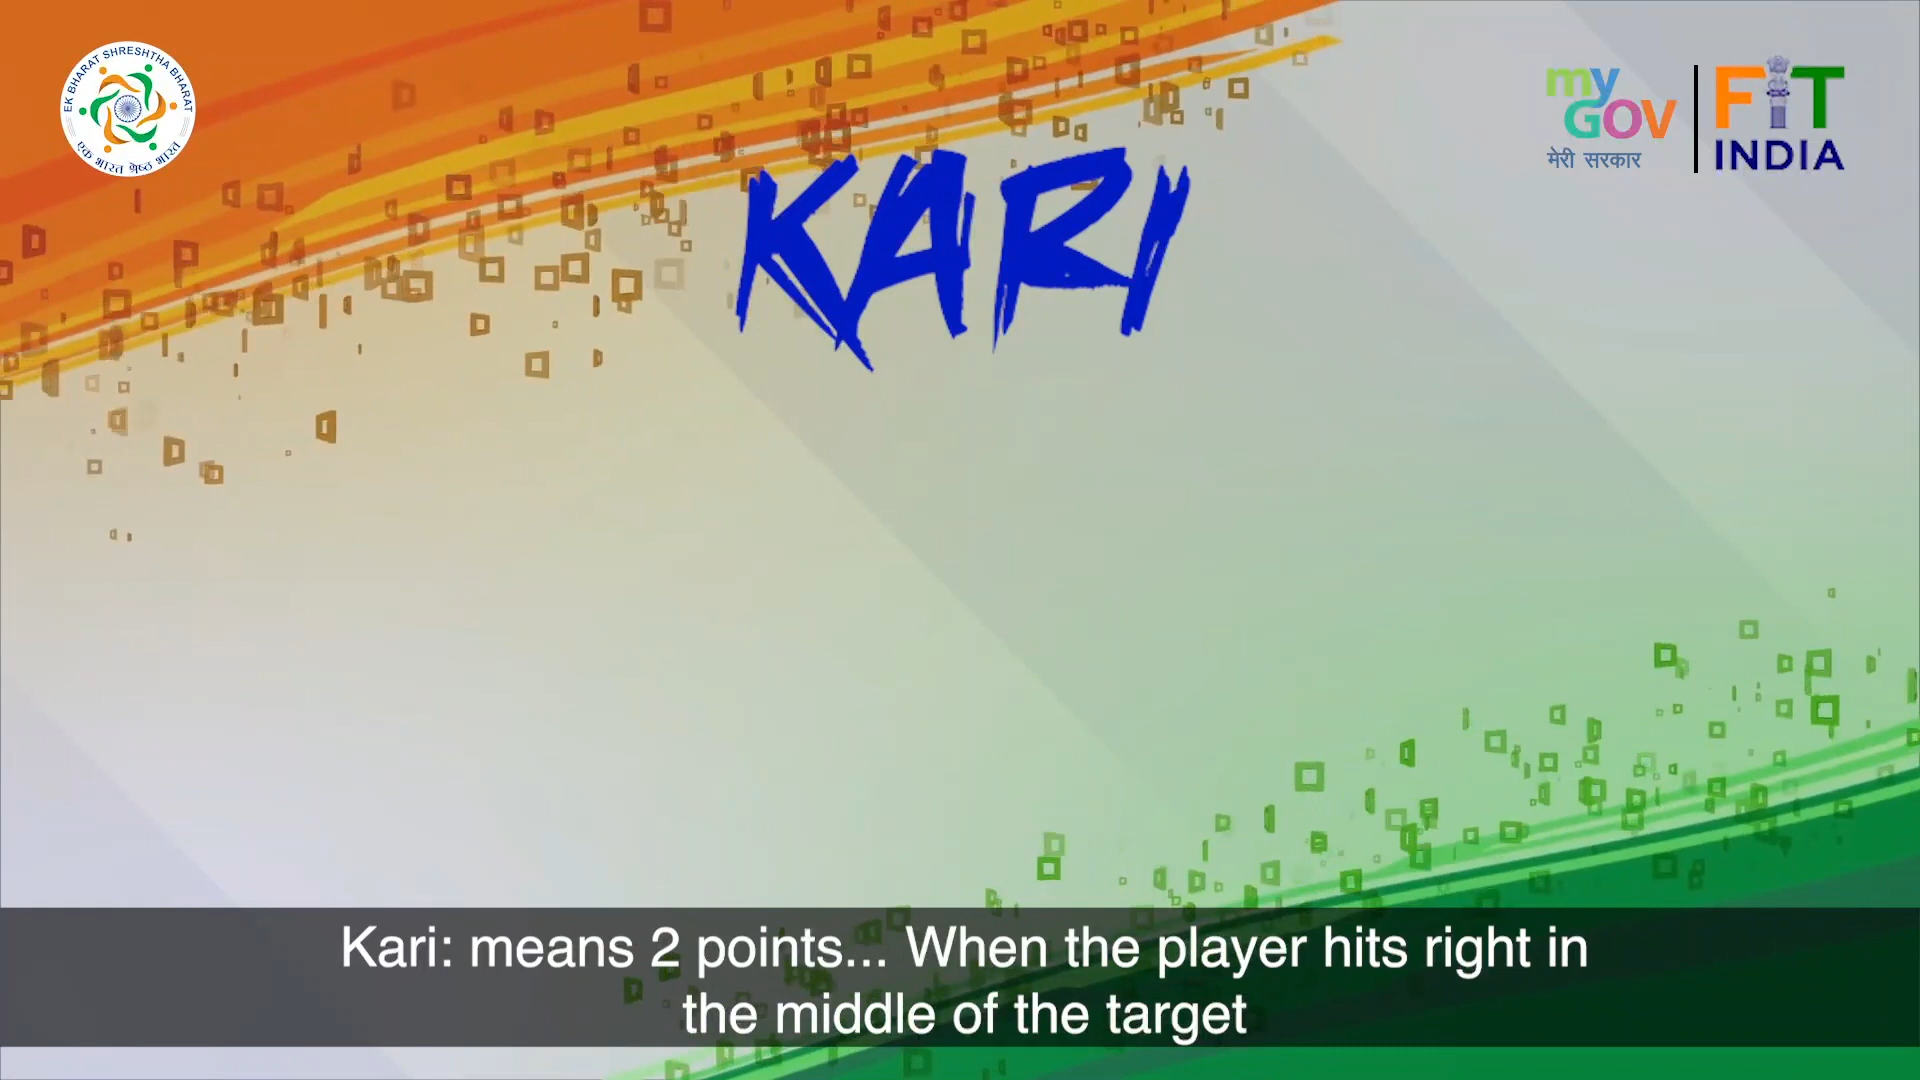 EK BHARAT SHRESHTHA BHARAT
एक भारत श्रेष्ठ भारत
my
GOV
मेरी सरकार
FIT
INDIA
KARI
Kari: means 2 points... When the player hits right in
the middle of the target